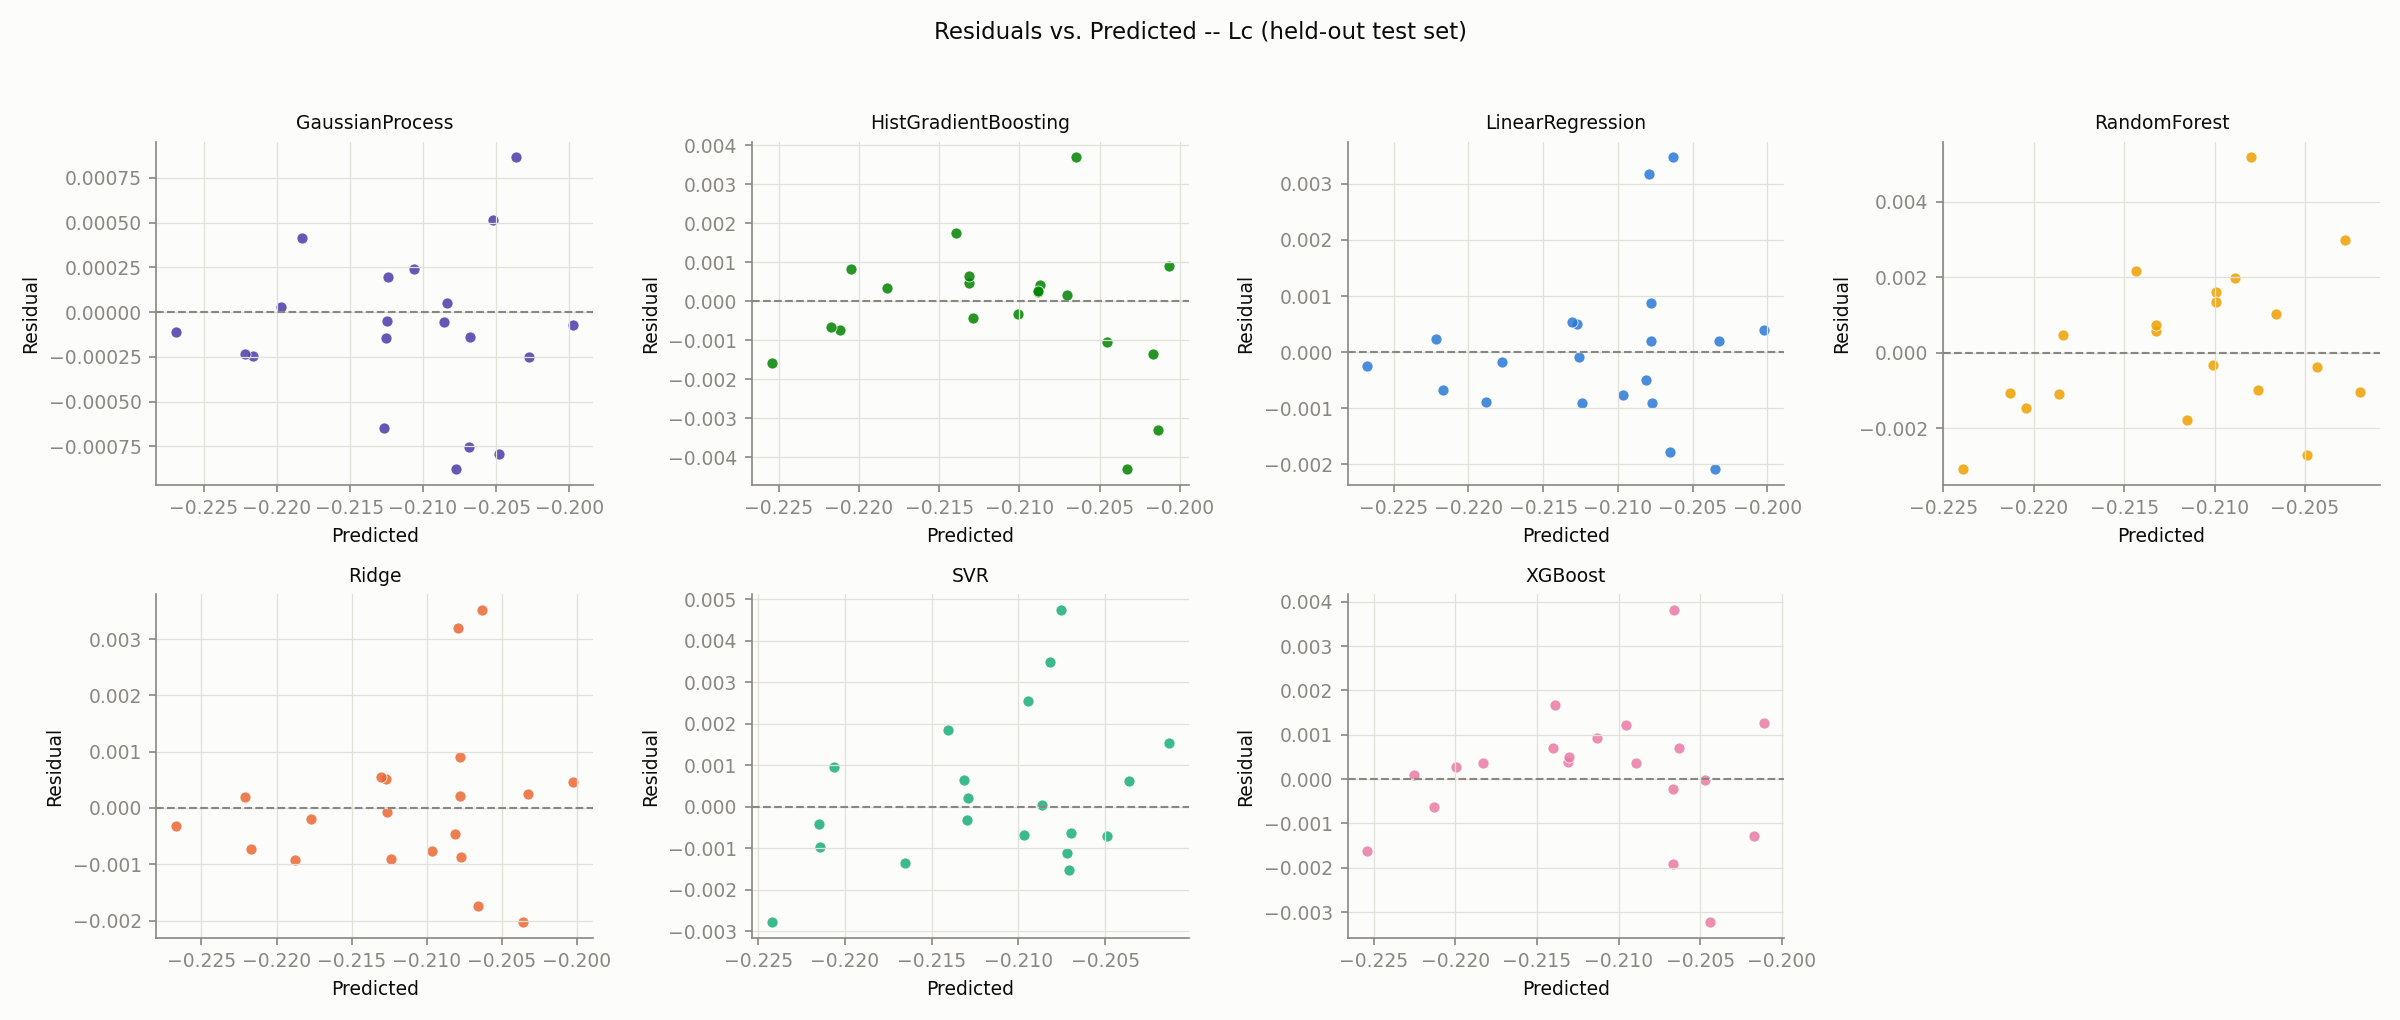 Residuals vs. Predicted -- Lc (held-out test set)
GaussianProcess
Residual
0.00075
0.00050
0.00025
0.00000
−0.00025
−0.00050
−0.00075
−0.225 −0.220 −0.215 −0.210 −0.205 −0.200
Predicted
HistGradientBoosting
Residual
0.004
0.003
0.002
0.001
0.000
−0.001
−0.002
−0.003
−0.004
−0.225 −0.220 −0.215 −0.210 −0.205 −0.200
Predicted
LinearRegression
Residual
0.003
0.002
0.001
0.000
−0.001
−0.002
−0.225 −0.220 −0.215 −0.210 −0.205 −0.200
Predicted
RandomForest
Residual
0.004
0.002
0.000
−0.002
−0.225 −0.220 −0.215 −0.210 −0.205
Predicted
Ridge
Residual
0.003
0.002
0.001
0.000
−0.001
−0.002
−0.225 −0.220 −0.215 −0.210 −0.205 −0.200
Predicted
SVR
Residual
0.005
0.004
0.003
0.002
0.001
0.000
−0.001
−0.002
−0.003
−0.225 −0.220 −0.215 −0.210 −0.205
Predicted
XGBoost
Residual
0.004
0.003
0.002
0.001
0.000
−0.001
−0.002
−0.003
−0.225 −0.220 −0.215 −0.210 −0.205 −0.200
Predicted